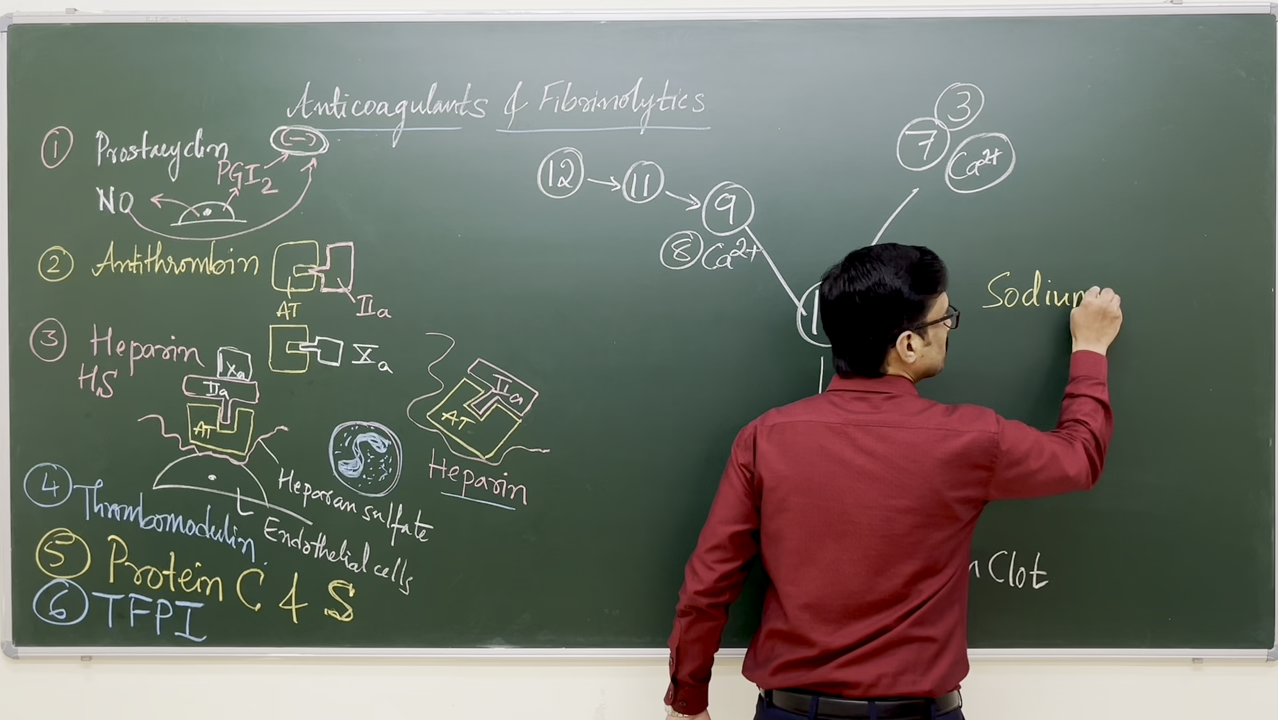 Anticoagulants & Fibrinolytics
1 Prostacyclin
(-)
PGI2
NO
2 Antithrombin
AT
IIa
Xa
3 Heparin
HS
Xa
IIa
AT
Heparan sulfate
Endothelial cells
IIa
AT
Heparin
4 Thrombomodulin
5 Protein C & S
6 TFPI
12 → 11 → 9
8 Ca2+
3
7
Ca2+
1
Sodium
n Clot